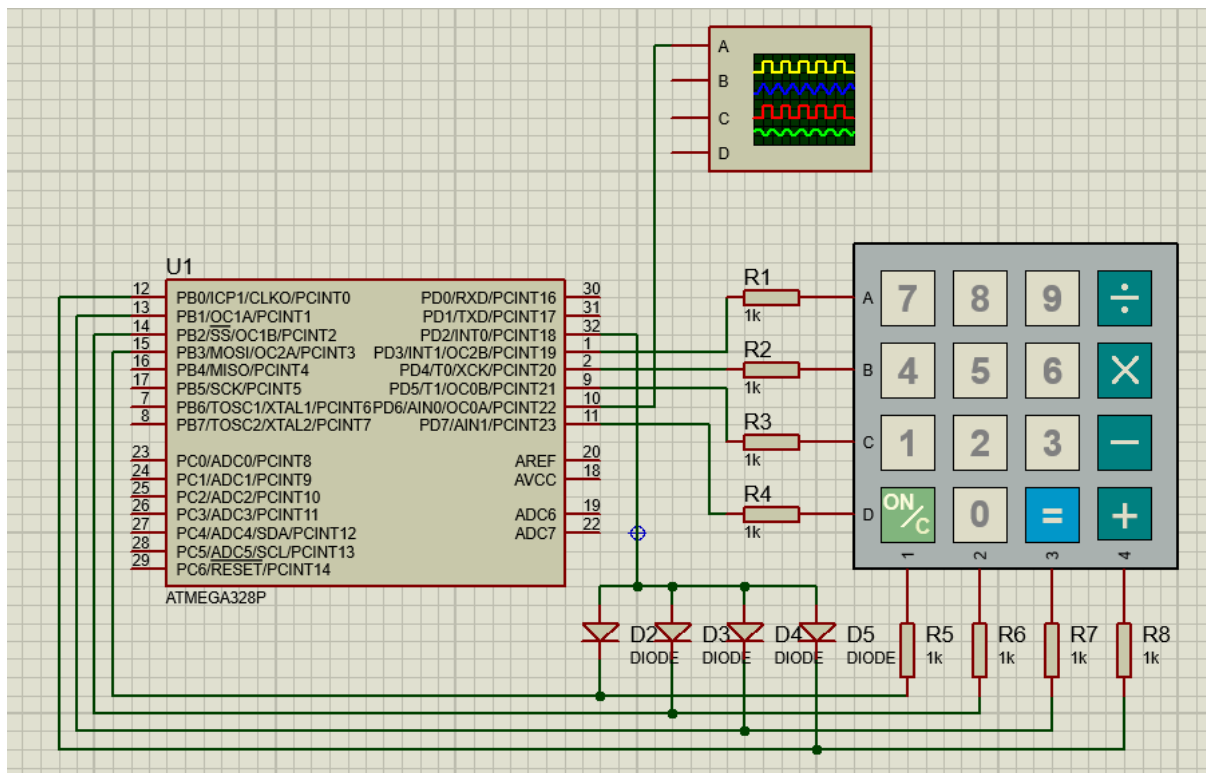 A
B
C
D
U1
12 PB0/ICP1/CLKO/PCINT0 PD0/RXD/PCINT16 30
13 PB1/OC1A/PCINT1 PD1/TXD/PCINT17 31
14 PB2/SS/OC1B/PCINT2 PD2/INT0/PCINT18 32
15 PB3/MOSI/OC2A/PCINT3 PD3/INT1/OC2B/PCINT19 1
16 PB4/MISO/PCINT4 PD4/T0/XCK/PCINT20 2
17 PB5/SCK/PCINT5 PD5/T1/OC0B/PCINT21 9
7 PB6/TOSC1/XTAL1/PCINT6 PD6/AIN0/OC0A/PCINT22 10
8 PB7/TOSC2/XTAL2/PCINT7 PD7/AIN1/PCINT23 11
23 PC0/ADC0/PCINT8 AREF 20
24 PC1/ADC1/PCINT9 AVCC 18
25 PC2/ADC2/PCINT10
26 PC3/ADC3/PCINT11 ADC6 19
27 PC4/ADC4/SDA/PCINT12 ADC7 22
28 PC5/ADC5/SCL/PCINT13
29 PC6/RESET/PCINT14
ATMEGA328P
R1
1k
R2
1k
R3
1k
R4
1k
A 7 8 9 ÷
B 4 5 6 ×
C 1 2 3 −
D ON/C 0 = +
1 2 3 4
D2 D3 D4 D5
DIODE DIODE DIODE DIODE
R5 R6 R7 R8
1k 1k 1k 1k